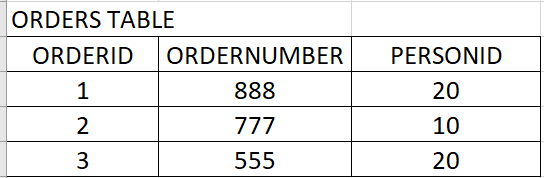 ORDERS TABLE
ORDERID ORDERNUMBER PERSONID
1 888 20
2 777 10
3 555 20